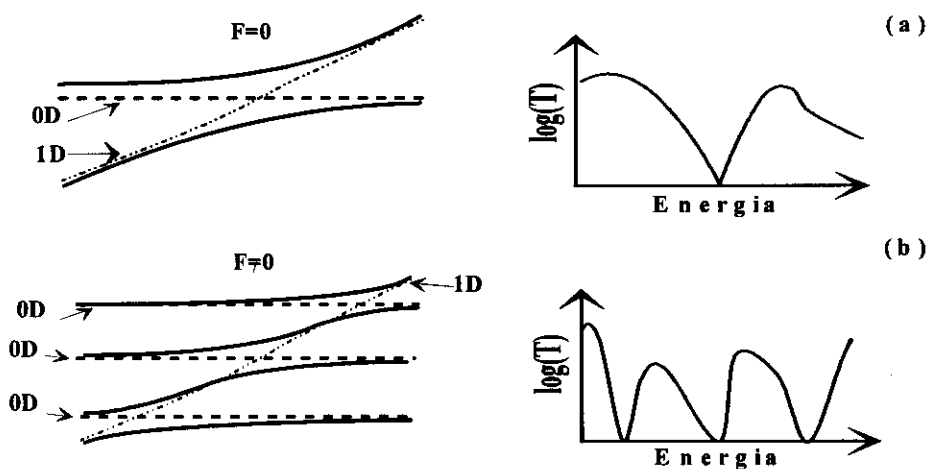 F=0
( a )
0D
1D
log(T)
Energia
F≠0
( b )
0D
1D
0D
0D
log(T)
Energia